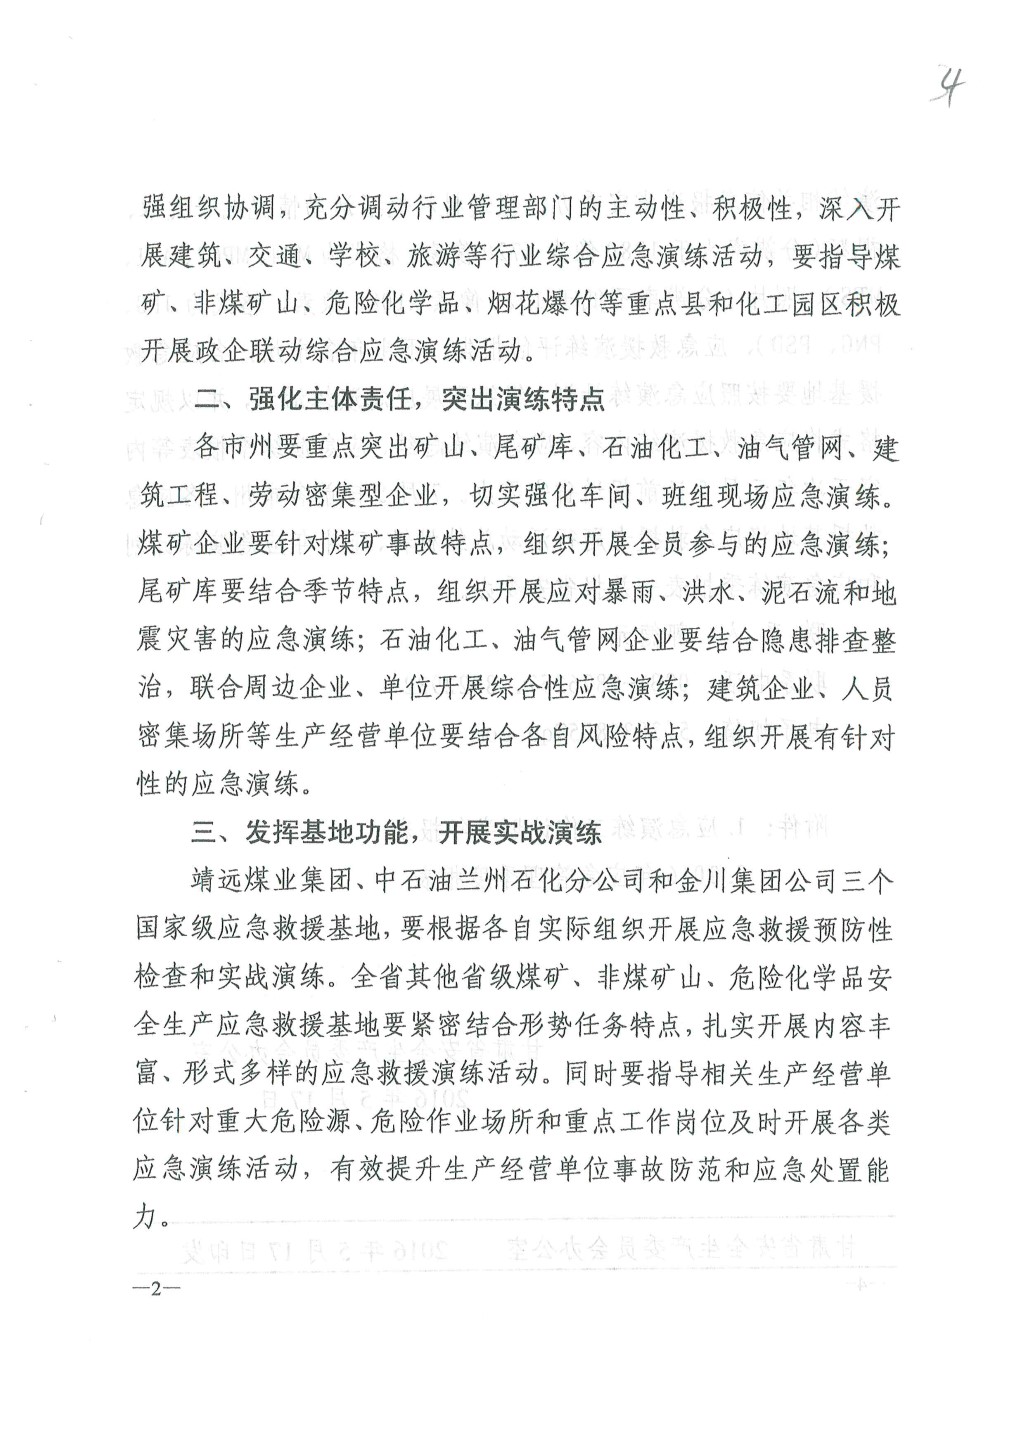 4
强组织协调，充分调动行业管理部门的主动性、积极性，深入开
展建筑、交通、学校、旅游等行业综合应急演练活动，要指导煤
矿、非煤矿山、危险化学品、烟花爆竹等重点县和化工园区积极
开展政企联动综合应急演练活动。
二、强化主体责任，突出演练特点
各市州要重点突出矿山、尾矿库、石油化工、油气管网、建
筑工程、劳动密集型企业，切实强化车间、班组现场应急演练。
煤矿企业要针对煤矿事故特点，组织开展全员参与的应急演练；
尾矿库要结合季节特点，组织开展应对暴雨、洪水、泥石流和地
震灾害的应急演练；石油化工、油气管网企业要结合隐患排查整
治，联合周边企业、单位开展综合性应急演练；建筑企业、人员
密集场所等生产经营单位要结合各自风险特点，组织开展有针对
性的应急演练。
三、发挥基地功能，开展实战演练
靖远煤业集团、中石油兰州石化分公司和金川集团公司三个
国家级应急救援基地，要根据各自实际组织开展应急救援预防性
检查和实战演练。全省其他省级煤矿、非煤矿山、危险化学品安
全生产应急救援基地要紧密结合形势任务特点，扎实开展内容丰
富、形式多样的应急救援演练活动。同时要指导相关生产经营单
位针对重大危险源、危险作业场所和重点工作岗位及时开展各类
应急演练活动，有效提升生产经营单位事故防范和应急处置能
力。
—2—